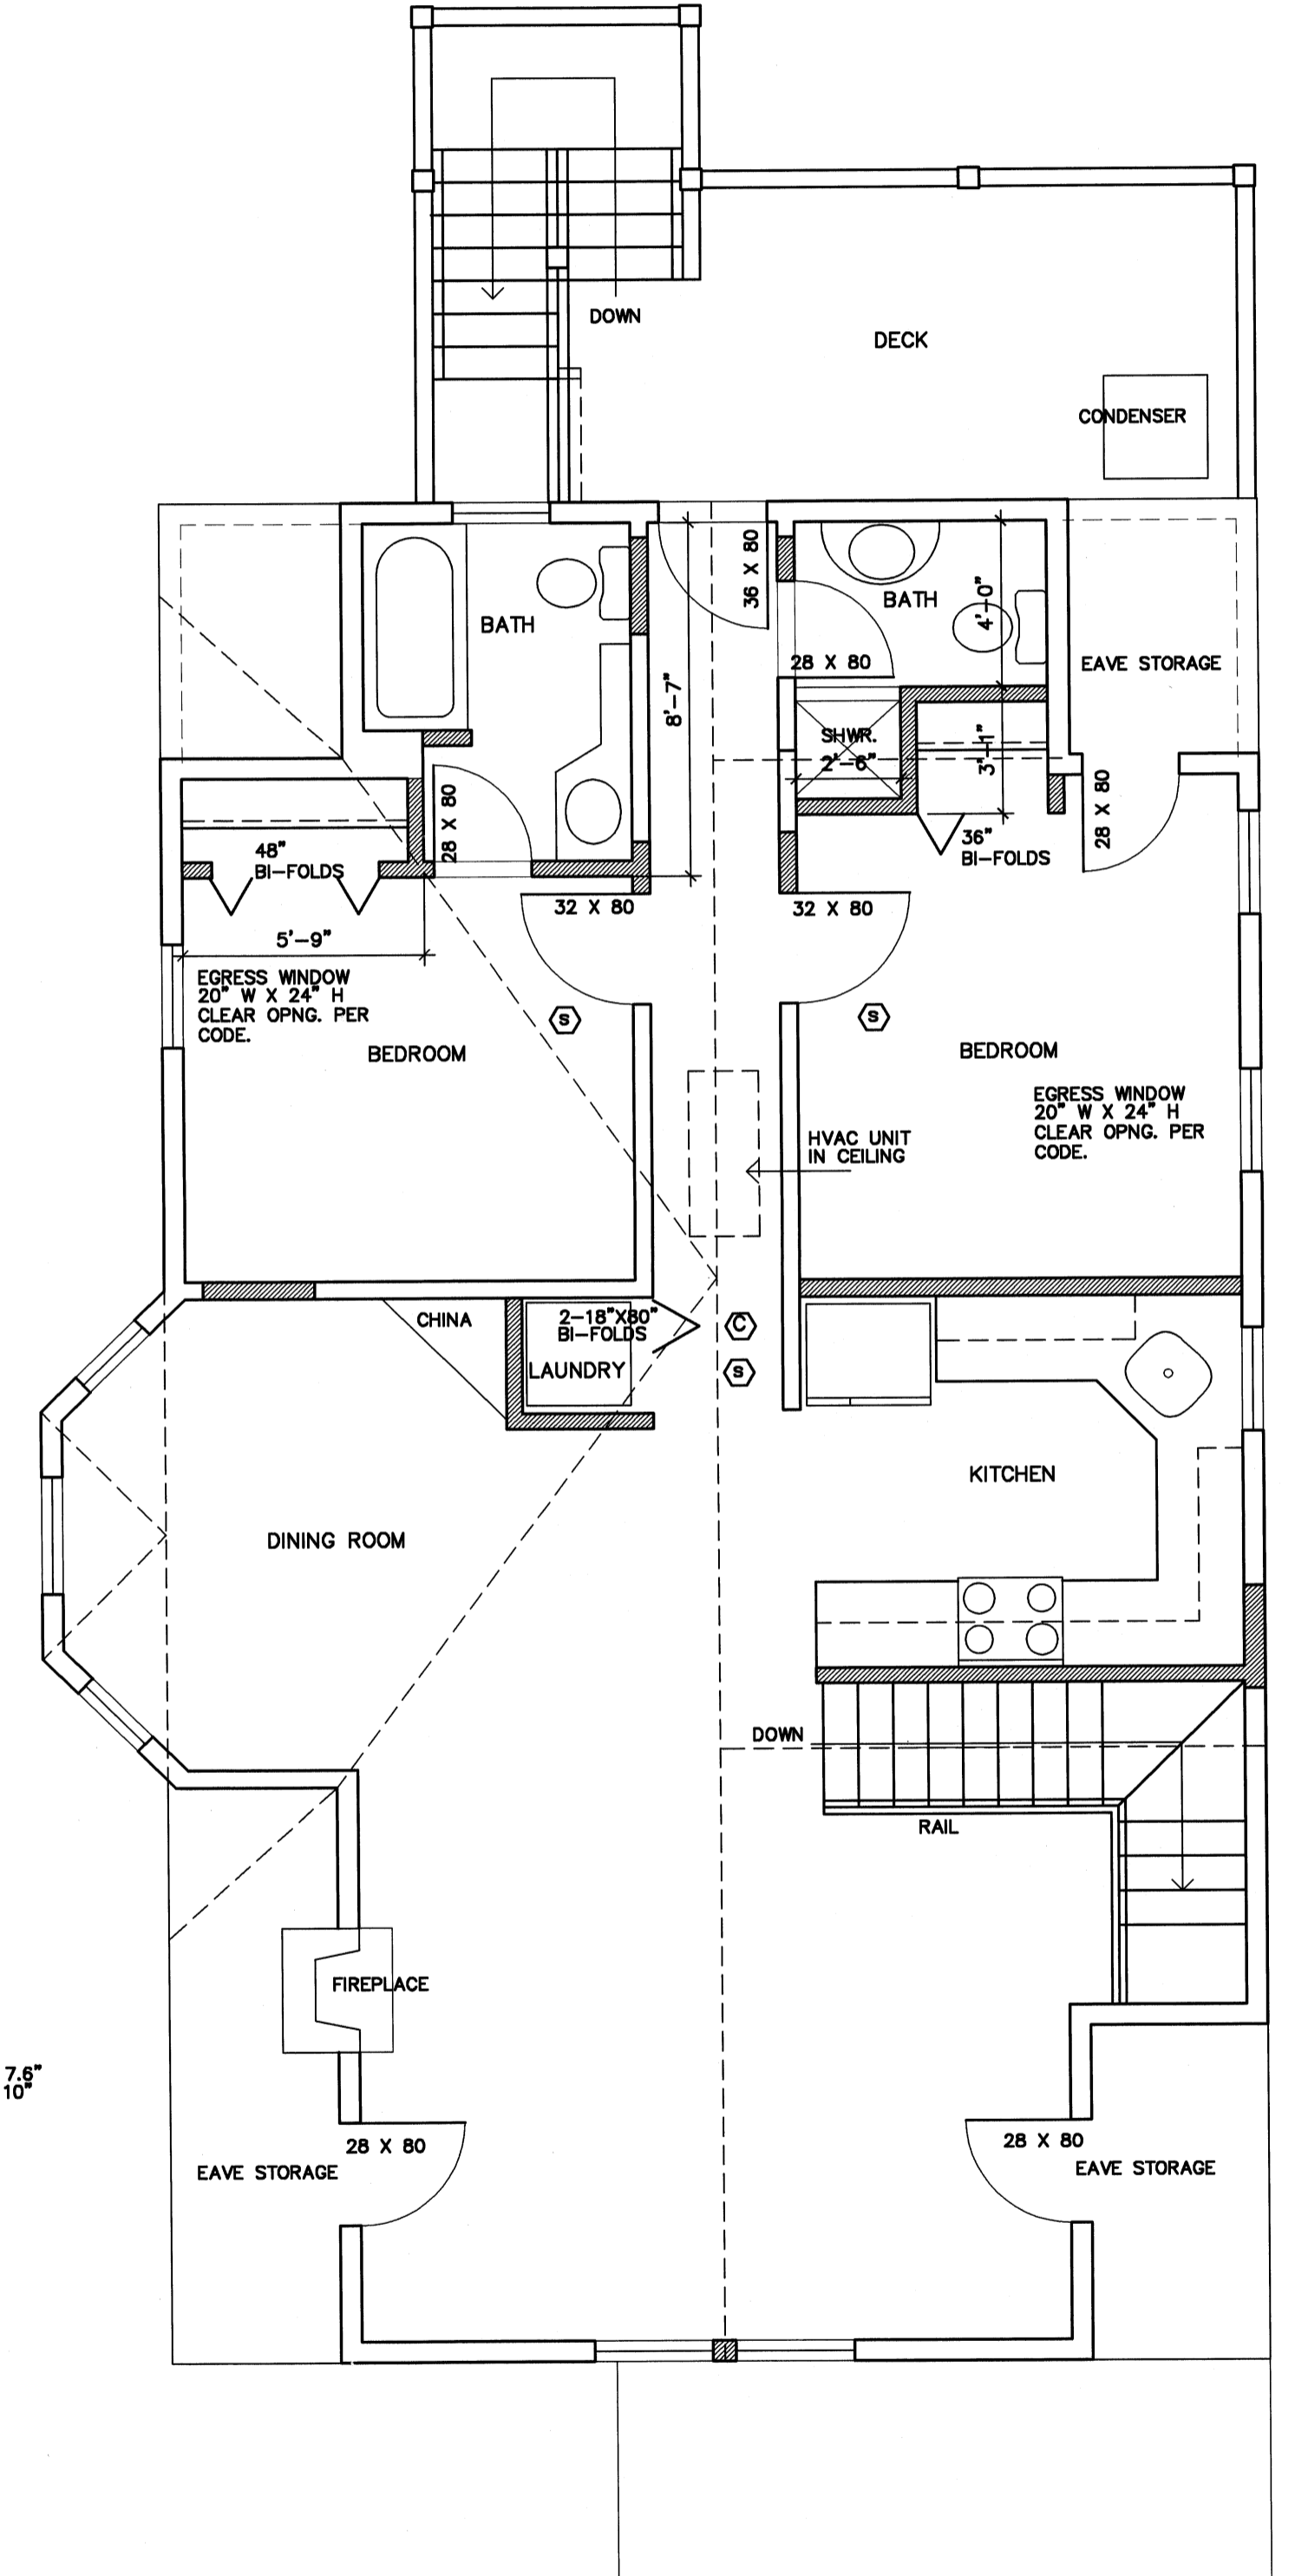 DOWN
DECK
CONDENSER
36 X 80
BATH
4'-0"
BATH
28 X 80
EAVE STORAGE
8'-7"
SHWR.
2'-6"
3'-1"
28 X 80
28 X 80
36"
BI-FOLDS
48"
BI-FOLDS
32 X 80
32 X 80
5'-9"
EGRESS WINDOW
20" W X 24" H
CLEAR OPNG. PER
CODE.
S
S
BEDROOM
BEDROOM
EGRESS WINDOW
20" W X 24" H
CLEAR OPNG. PER
CODE.
HVAC UNIT
IN CEILING
CHINA
2-18"X80"
BI-FOLDS
LAUNDRY
C
S
KITCHEN
DINING ROOM
DOWN
RAIL
FIREPLACE
7.6"
10"
28 X 80
28 X 80
EAVE STORAGE
EAVE STORAGE